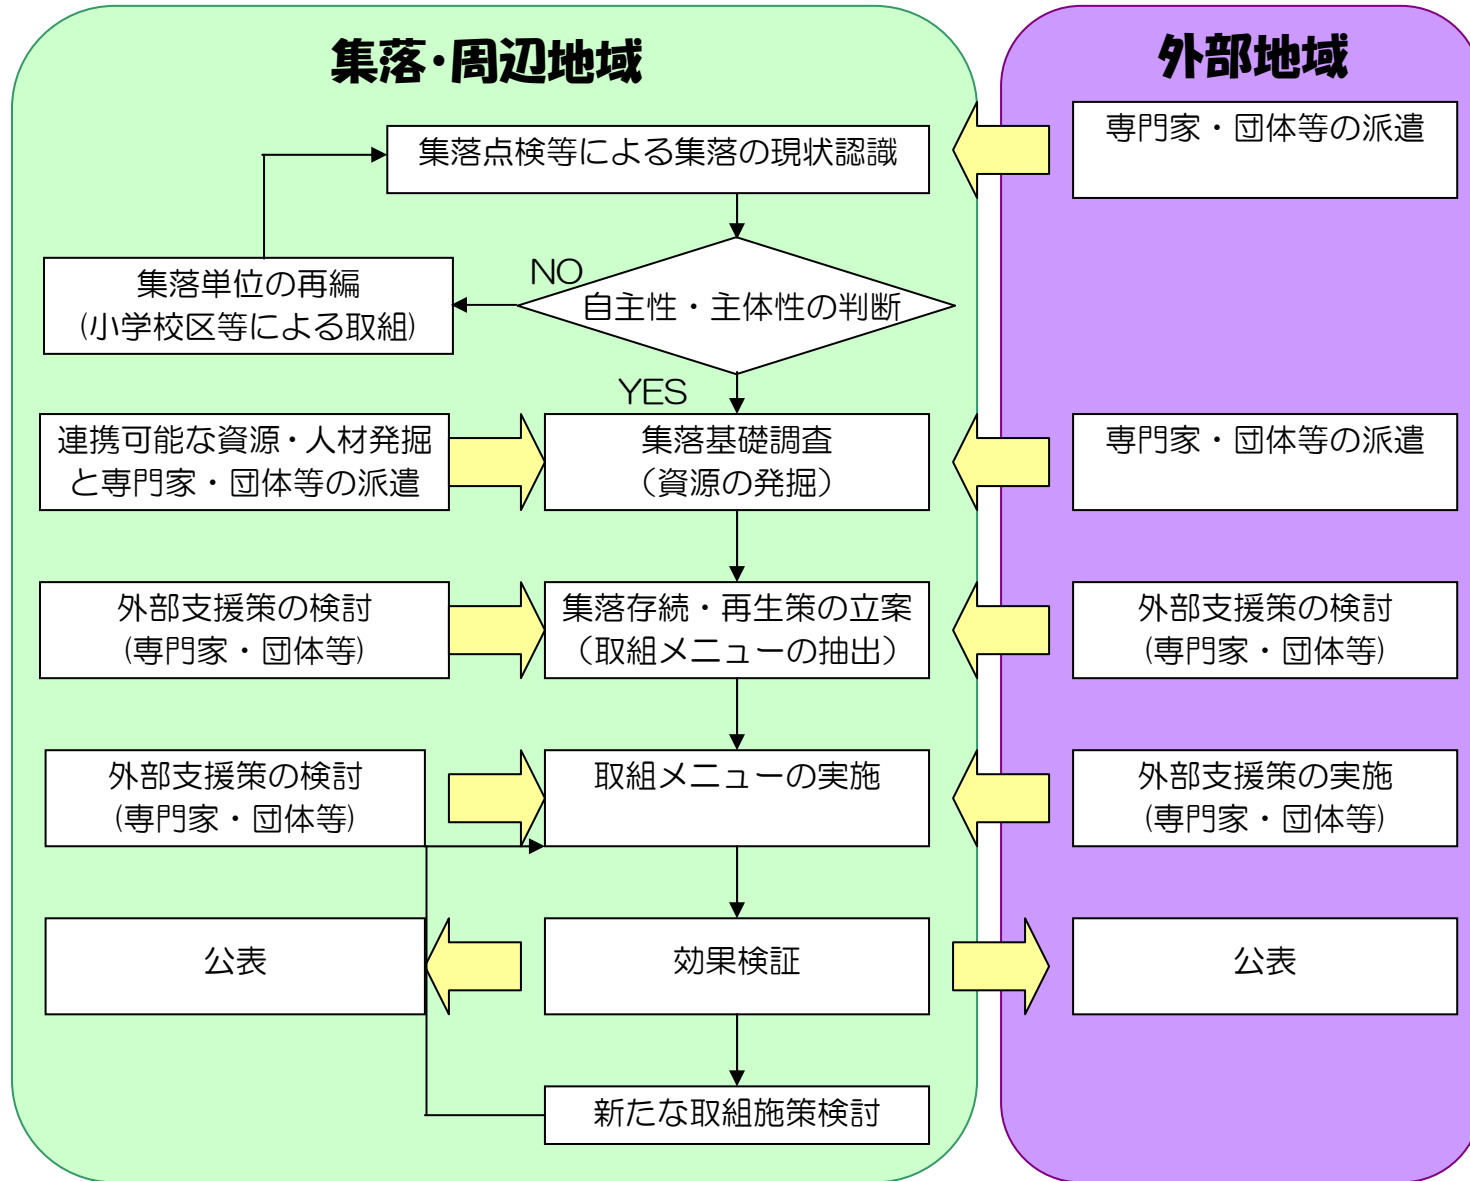 集落・周辺地域
外部地域
集落点検等による集落の現状認識
専門家・団体等の派遣
NO
自主性・主体性の判断
集落単位の再編
(小学校区等による取組)
YES
連携可能な資源・人材発掘
と専門家・団体等の派遣
集落基礎調査
（資源の発掘）
専門家・団体等の派遣
外部支援策の検討
(専門家・団体等)
集落存続・再生策の立案
（取組メニューの抽出）
外部支援策の検討
(専門家・団体等)
外部支援策の検討
(専門家・団体等)
取組メニューの実施
外部支援策の実施
(専門家・団体等)
公表
効果検証
公表
新たな取組施策検討